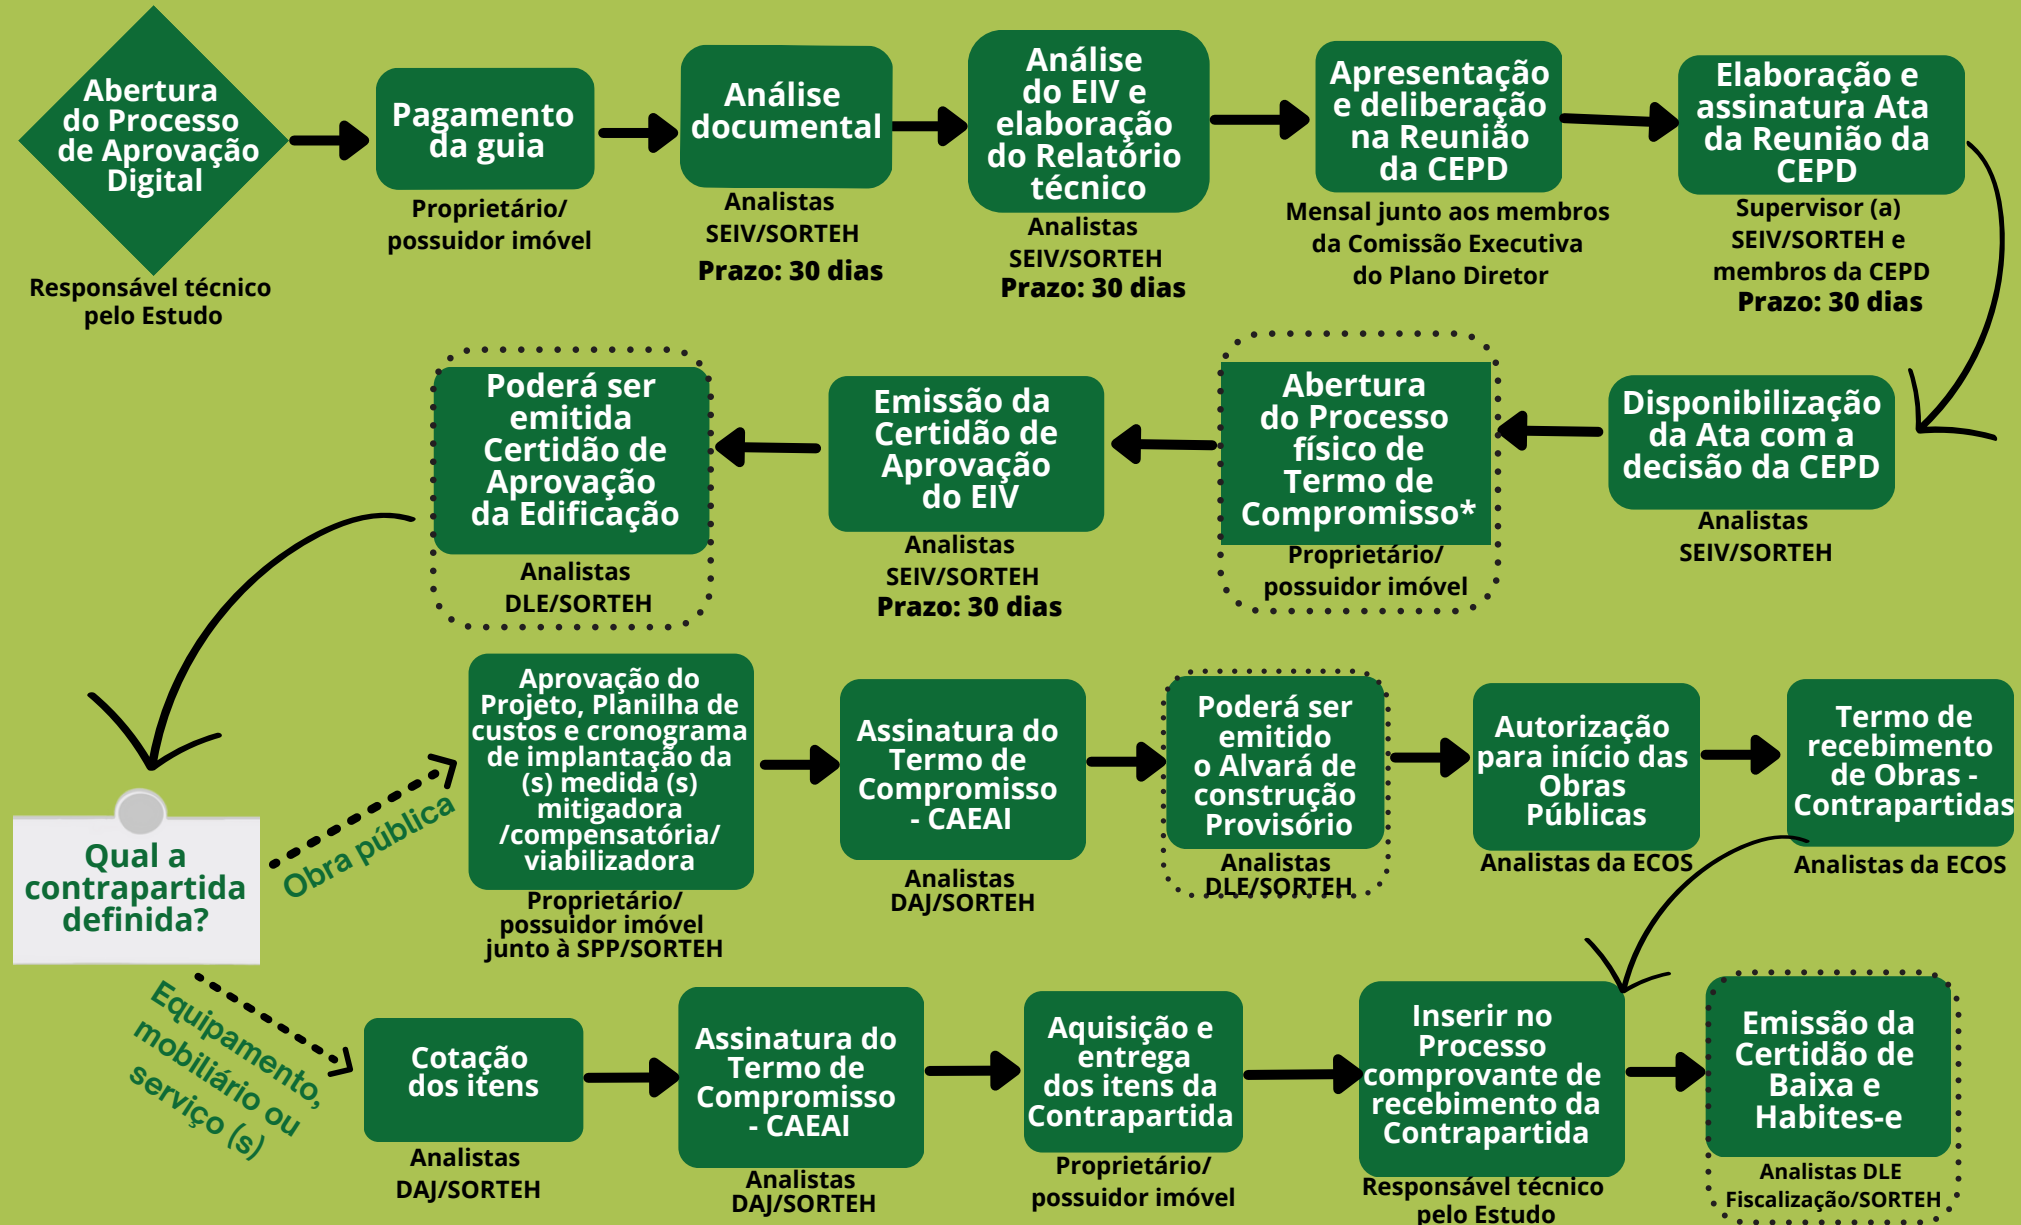 Abertura
do Processo
de Aprovação
Digital
Responsável técnico
pelo Estudo
Pagamento
da guia
Proprietário/
possuidor imóvel
Análise
documental
Analistas
SEIV/SORTEH
Prazo: 30 dias
Análise
do EIV e
elaboração
do Relatório
técnico
Analistas
SEIV/SORTEH
Prazo: 30 dias
Apresentação
e deliberação
na Reunião
da CEPD
Mensal junto aos membros
da Comissão Executiva
do Plano Diretor
Elaboração e
assinatura Ata
da Reunião da
CEPD
Supervisor (a)
SEIV/SORTEH e
membros da CEPD
Prazo: 30 dias
Disponibilização
da Ata com a
decisão da CEPD
Analistas
SEIV/SORTEH
Abertura
do Processo
físico de
Termo de
Compromisso*
Proprietário/
possuidor imóvel
Emissão da
Certidão de
Aprovação
do EIV
Analistas
SEIV/SORTEH
Prazo: 30 dias
Poderá ser
emitida
Certidão de
Aprovação
da Edificação
Analistas
DLE/SORTEH
Qual a
contrapartida
definida?
Obra pública
Aprovação do
Projeto, Planilha de
custos e cronograma
de implantação da
(s) medida (s)
mitigadora
/compensatória/
viabilizadora
Proprietário/
possuidor imóvel
junto à SPP/SORTEH
Assinatura do
Termo de
Compromisso
- CAEAI
Analistas
DAJ/SORTEH
Poderá ser
emitido
o Alvará de
construção
Provisório
Analistas
DLE/SORTEH
Autorização
para início das
Obras
Públicas
Analistas da ECOS
Termo de
recebimento
de Obras -
Contrapartidas
Analistas da ECOS
Equipamento,
mobiliário ou
serviço (s)
Cotação
dos itens
Analistas
DAJ/SORTEH
Assinatura do
Termo de
Compromisso
- CAEAI
Analistas
DAJ/SORTEH
Aquisição e
entrega
dos itens da
Contrapartida
Proprietário/
possuidor imóvel
Inserir no
Processo
comprovante de
recebimento da
Contrapartida
Responsável técnico
pelo Estudo
Emissão da
Certidão de
Baixa e
Habites-e
Analistas DLE
Fiscalização/SORTEH